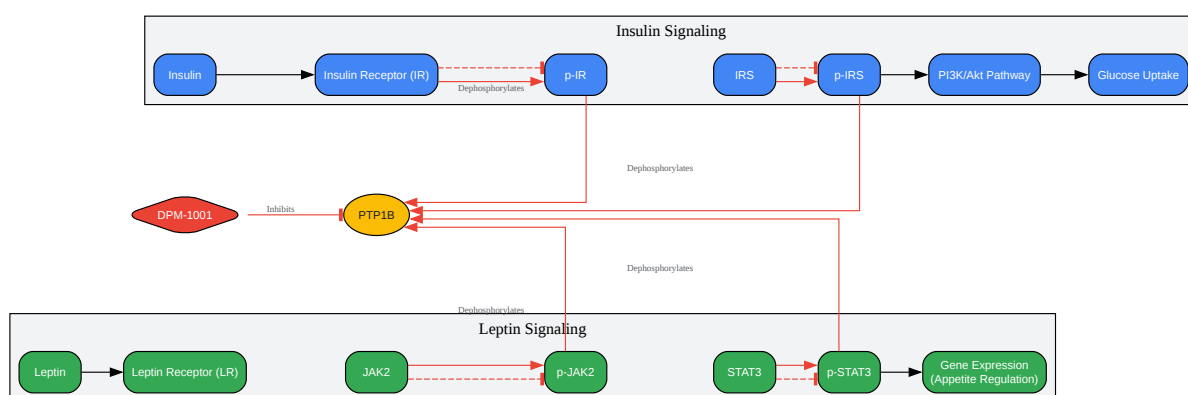 Insulin Signaling
Insulin
Insulin Receptor (IR)
p-IR
IRS
p-IRS
PI3K/Akt Pathway
Glucose Uptake
Dephosphorylates
Dephosphorylates
DPM-1001
Inhibits
PTP1B
Dephosphorylates
Dephosphorylates
Leptin Signaling
Leptin
Leptin Receptor (LR)
JAK2
p-JAK2
STAT3
p-STAT3
Gene Expression
(Appetite Regulation)